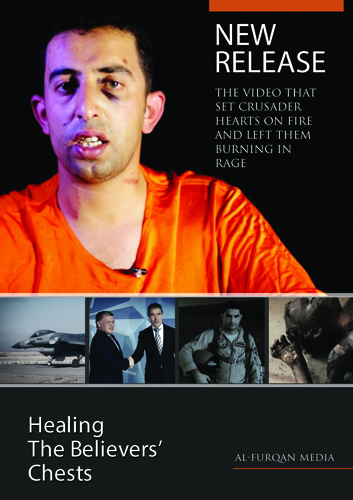 NEW
RELEASE
THE VIDEO THAT
SET CRUSADER
HEARTS ON FIRE
AND LEFT THEM
BURNING IN
RAGE
Healing
The Believers'
Chests
AL-FURQAN MEDIA